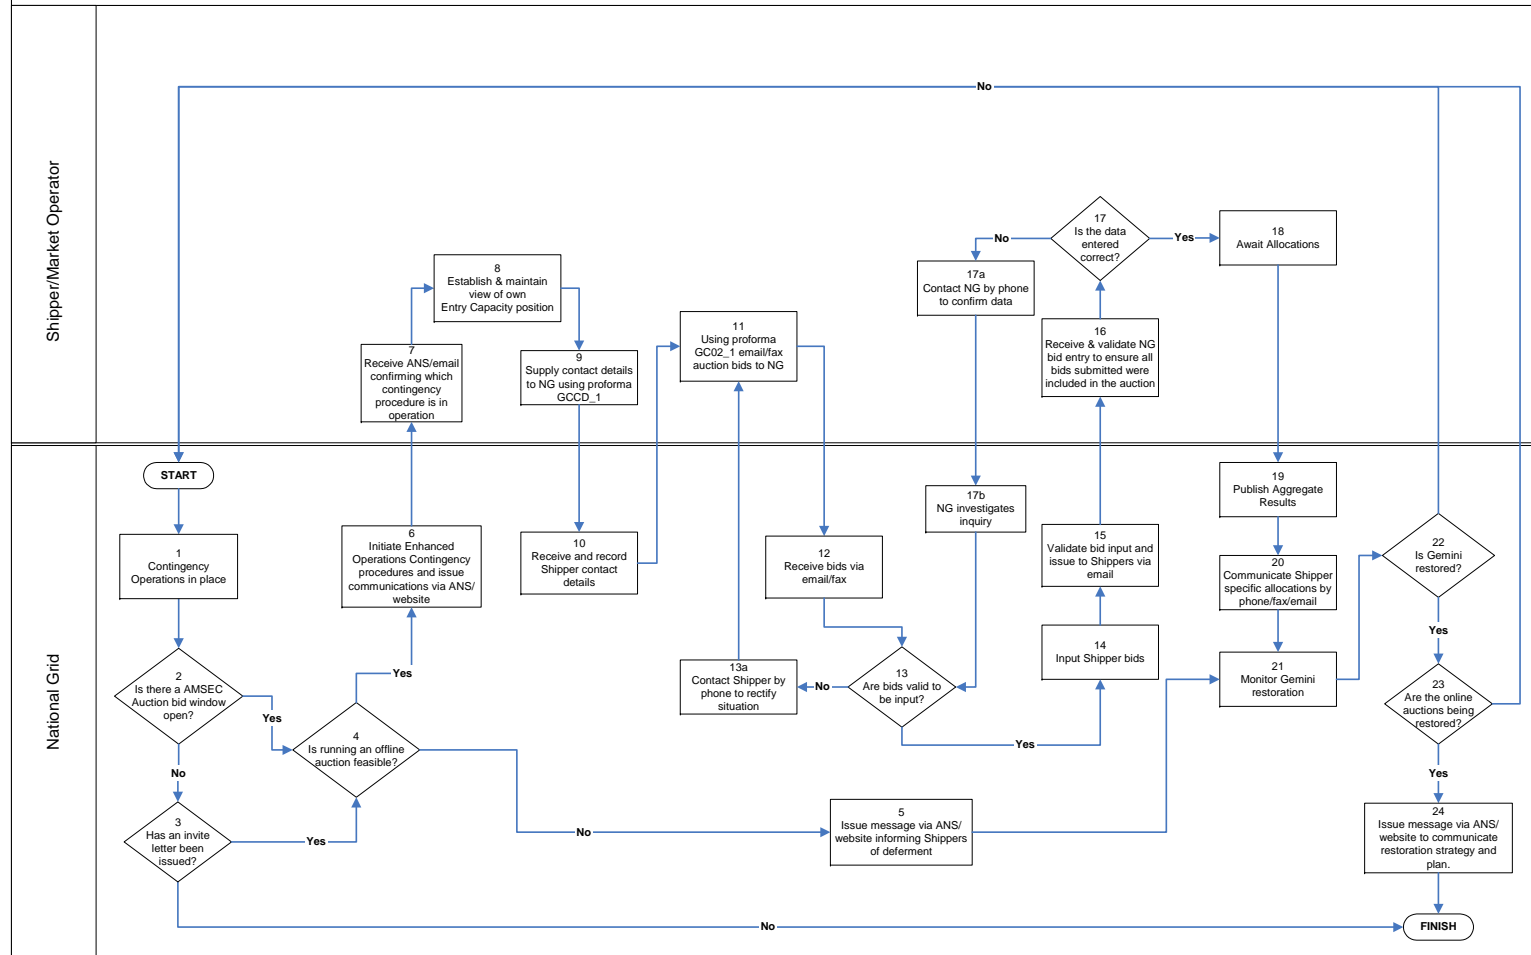 Shipper/Market Operator
National Grid
START
1
Contingency
Operations in place
2
Is there a AMSEC
Auction bid window
open?
Yes
No
3
Has an invite
letter been
issued?
Yes
No
4
Is running an offline
auction feasible?
Yes
No
5
Issue message via ANS/
website informing Shippers
of deferment
6
Initiate Enhanced
Operations Contingency
procedures and issue
communications via ANS/
website
7
Receive ANS/email
confirming which
contingency
procedure is in
operation
8
Establish & maintain
view of own
Entry Capacity position
9
Supply contact details
to NG using proforma
GCCD_1
10
Receive and record
Shipper contact
details
11
Using proforma
GC02_1 email/fax
auction bids to NG
12
Receive bids via
email/fax
13
Are bids valid to
be input?
No
Yes
13a
Contact Shipper by
phone to rectify
situation
14
Input Shipper bids
15
Validate bid input and
issue to Shippers via
email
16
Receive & validate NG
bid entry to ensure all
bids submitted were
included in the auction
17
Is the data
entered
correct?
No
Yes
17a
Contact NG by phone
to confirm data
17b
NG investigates
inquiry
18
Await Allocations
19
Publish Aggregate
Results
20
Communicate Shipper
specific allocations by
phone/fax/email
21
Monitor Gemini
restoration
22
Is Gemini
restored?
No
Yes
23
Are the online
auctions being
restored?
Yes
24
Issue message via ANS/
website to communicate
restoration strategy and
plan.
FINISH